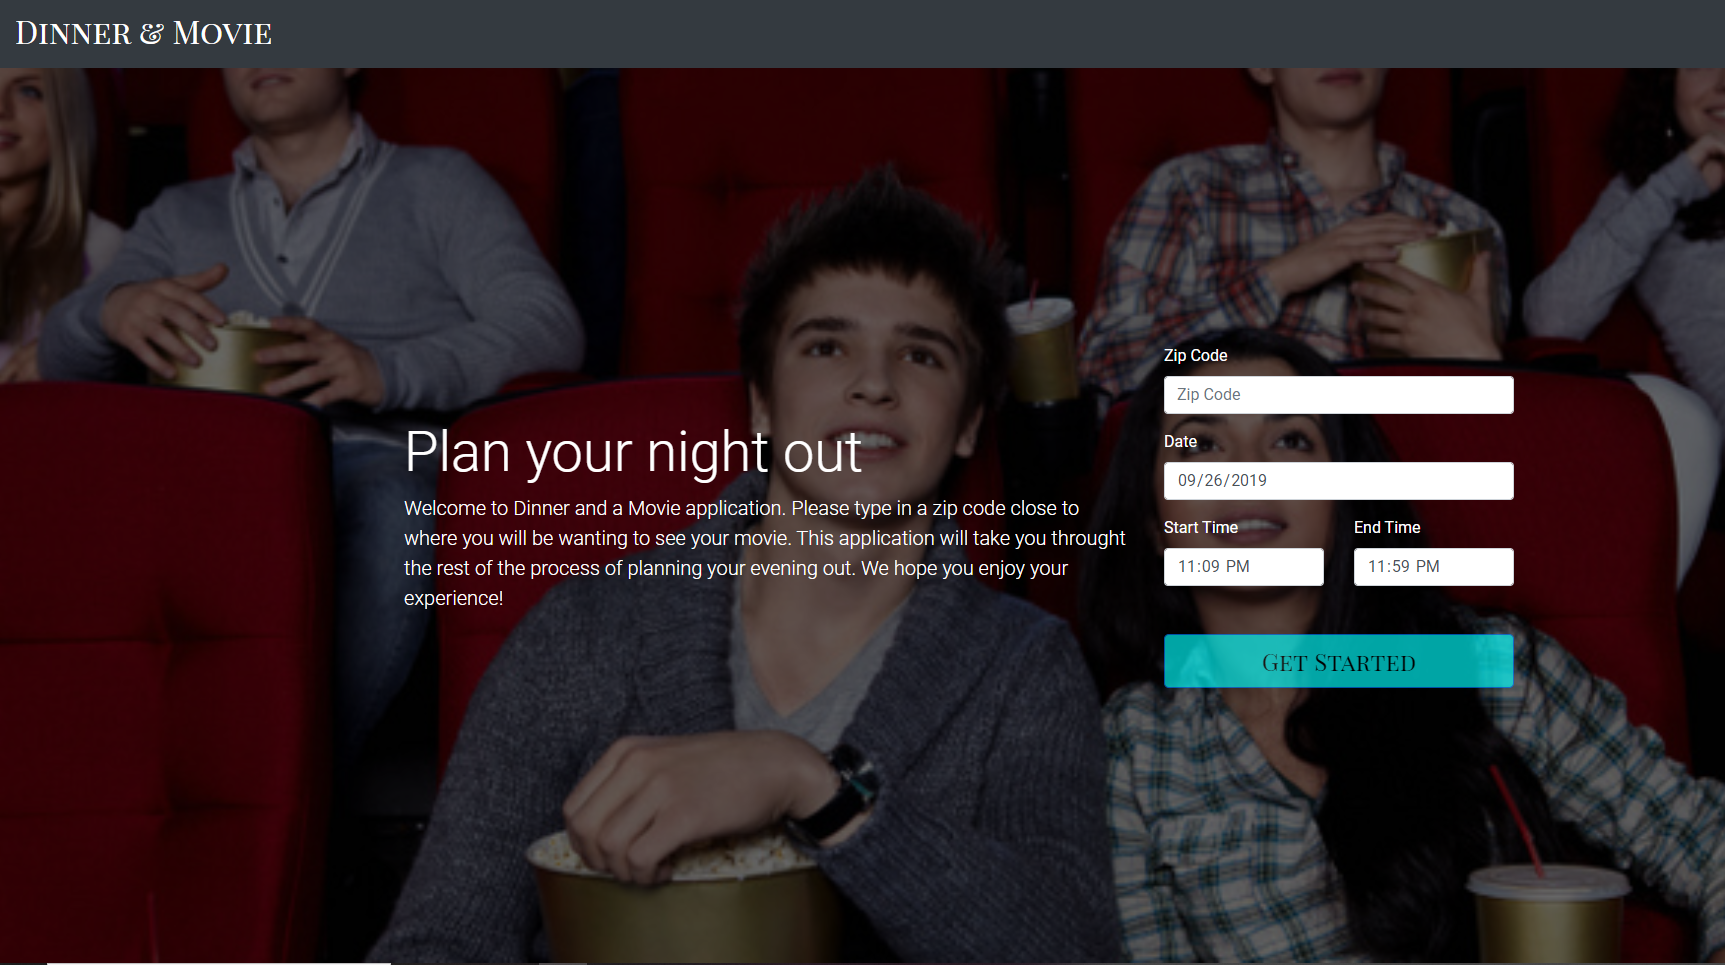 Dinner & Movie
Plan your night out
Welcome to Dinner and a Movie application. Please type in a zip code close to
where you will be wanting to see your movie. This application will take you throught
the rest of the process of planning your evening out. We hope you enjoy your
experience!
Zip Code
Zip Code
Date
09/26/2019
Start Time End Time
11:09 PM 11:59 PM
Get Started